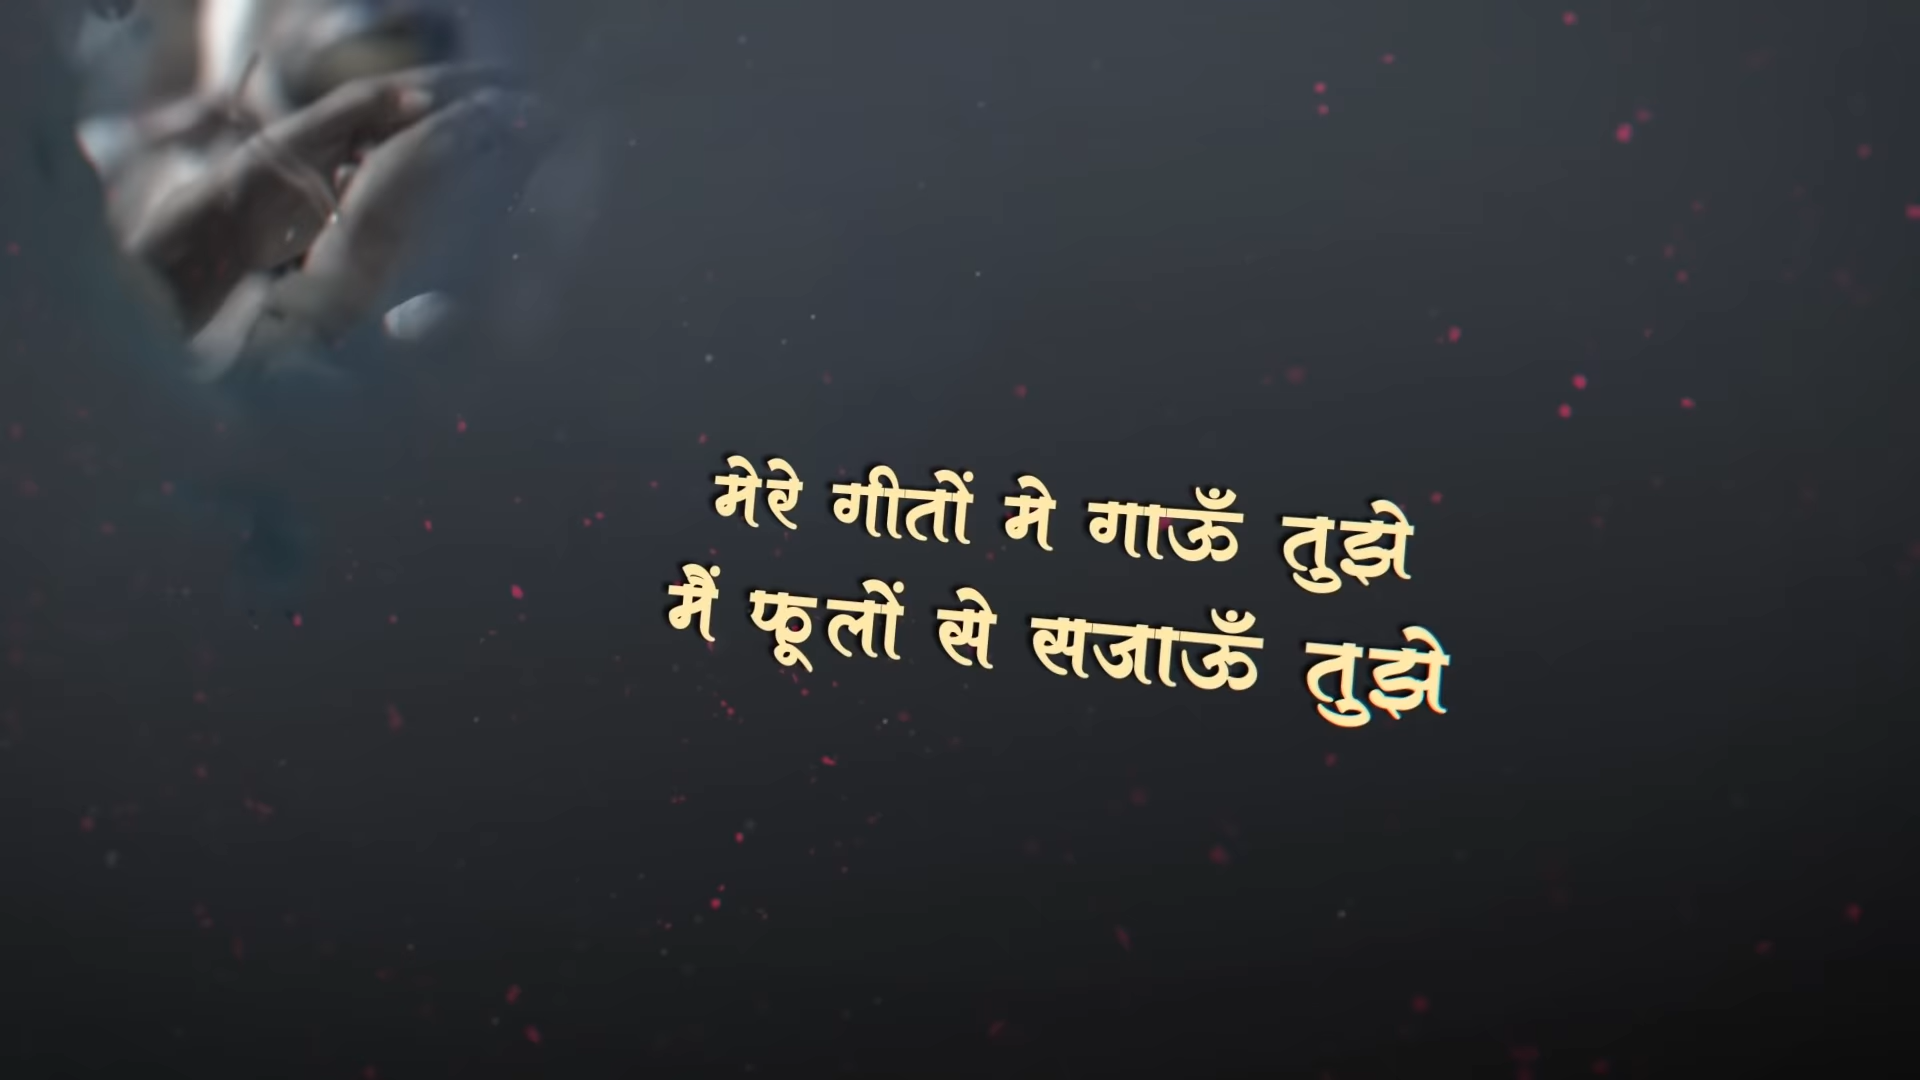 मेरे गीतों मे गाऊँ तुझे
मैं फूलों से सजाऊँ तुझे